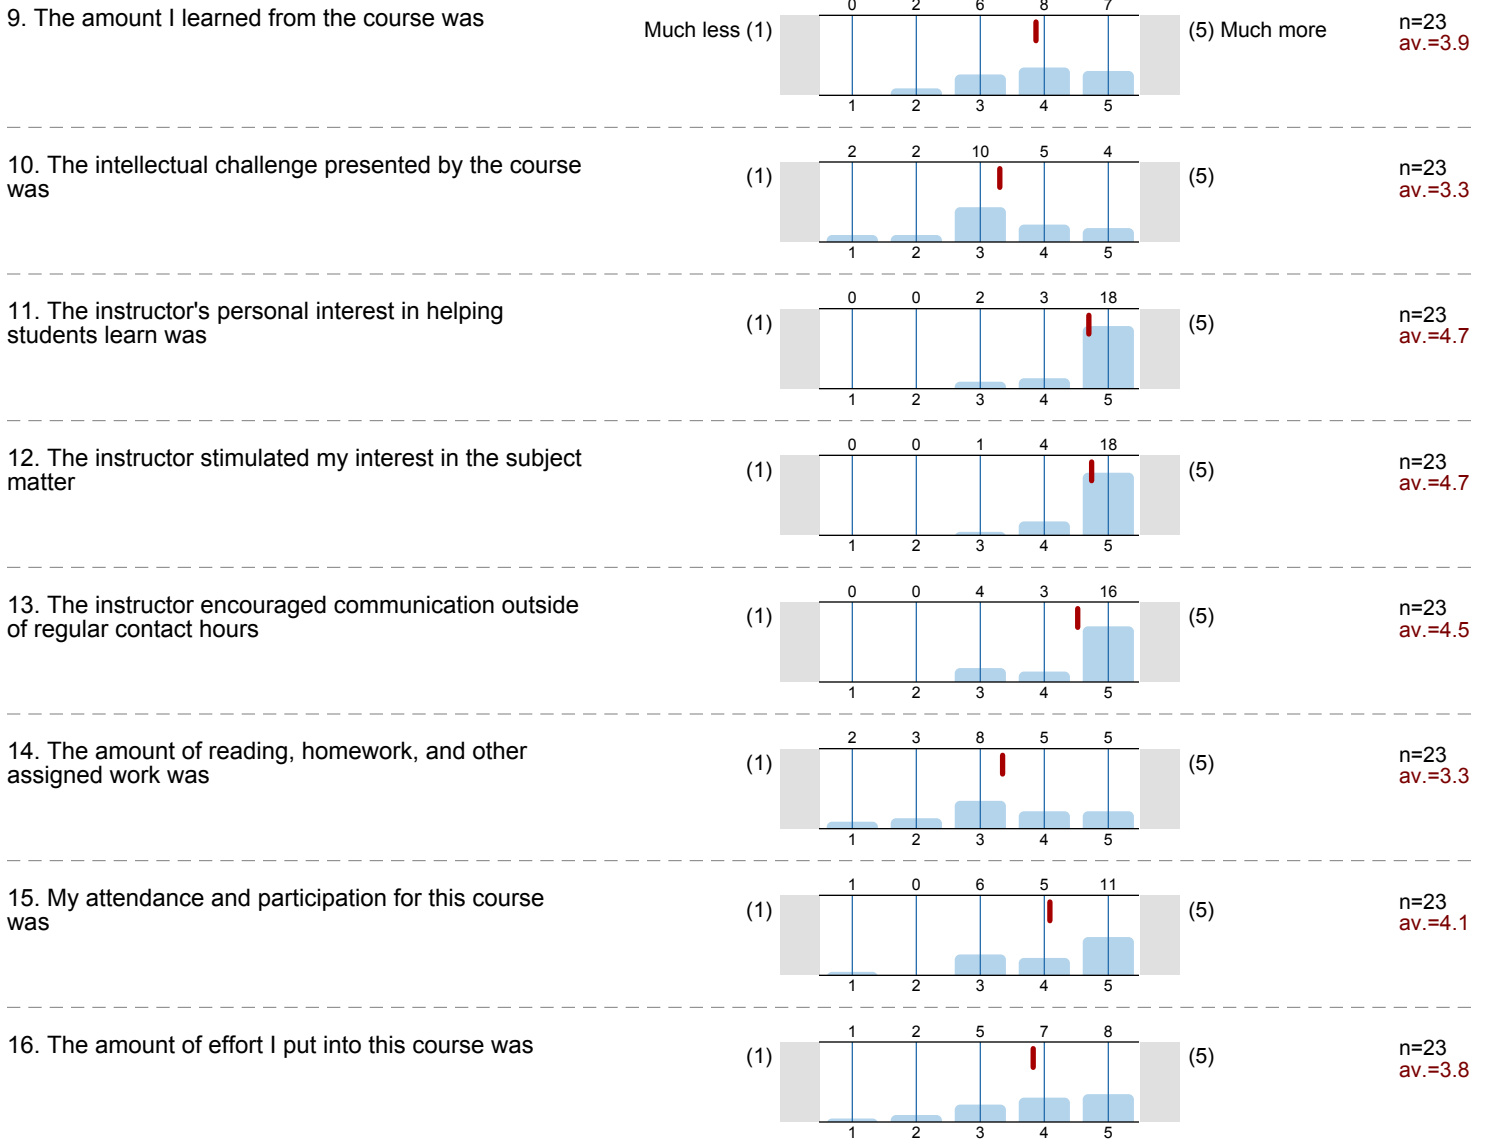 9. The amount I learned from the course was
Much less (1)
0 2 6 8 7
1 2 3 4 5
(5) Much more
n=23
av.=3.9
10. The intellectual challenge presented by the course
was
(1)
2 2 10 5 4
1 2 3 4 5
(5)
n=23
av.=3.3
11. The instructor's personal interest in helping
students learn was
(1)
0 0 2 3 18
1 2 3 4 5
(5)
n=23
av.=4.7
12. The instructor stimulated my interest in the subject
matter
(1)
0 0 1 4 18
1 2 3 4 5
(5)
n=23
av.=4.7
13. The instructor encouraged communication outside
of regular contact hours
(1)
0 0 4 3 16
1 2 3 4 5
(5)
n=23
av.=4.5
14. The amount of reading, homework, and other
assigned work was
(1)
2 3 8 5 5
1 2 3 4 5
(5)
n=23
av.=3.3
15. My attendance and participation for this course
was
(1)
1 0 6 5 11
1 2 3 4 5
(5)
n=23
av.=4.1
16. The amount of effort I put into this course was
(1)
1 2 5 7 8
1 2 3 4 5
(5)
n=23
av.=3.8